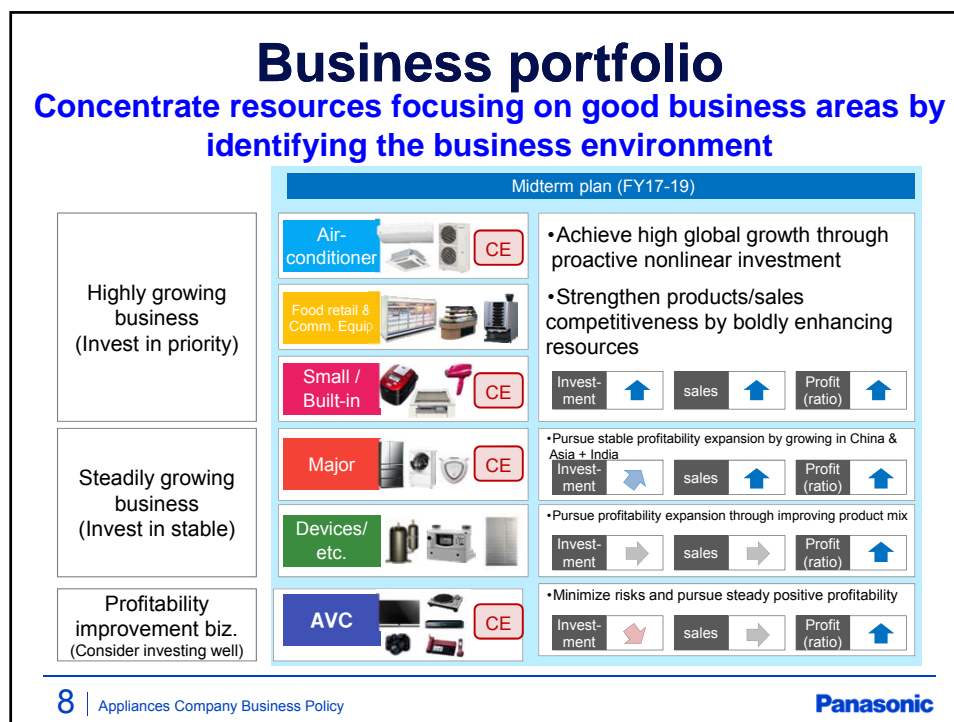 Business portfolio
Concentrate resources focusing on good business areas by
identifying the business environment
Midterm plan (FY17-19)
Highly growing
business
(Invest in priority)
Air-
conditioner
CE
Food retail &
Comm. Equip
Small /
Built-in
CE
•Achieve high global growth through
proactive nonlinear investment
•Strengthen products/sales
competitiveness by boldly enhancing
resources
Invest-
ment
sales
Profit
(ratio)
Steadily growing
business
(Invest in stable)
Major
CE
•Pursue stable profitability expansion by growing in China &
Asia + India
Invest-
ment
sales
Profit
(ratio)
Devices/
etc.
•Pursue profitability expansion through improving product mix
Invest-
ment
sales
Profit
(ratio)
Profitability
improvement biz.
(Consider investing well)
AVC
CE
•Minimize risks and pursue steady positive profitability
Invest-
ment
sales
Profit
(ratio)
8 Appliances Company Business Policy
Panasonic